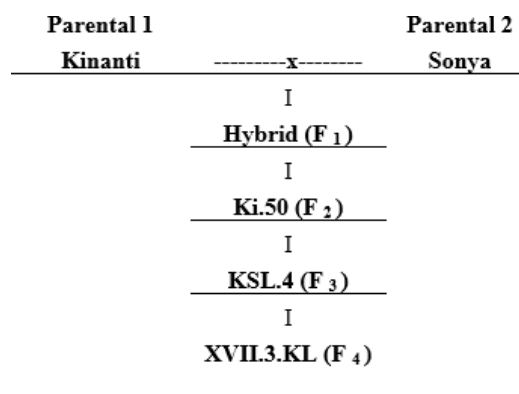 Parental 1 Parental 2
Kinanti ---------x-------- Sonya
I
Hybrid (F 1)
I
Ki.50 (F 2)
I
KSL.4 (F 3)
I
XVII.3.KL (F 4)